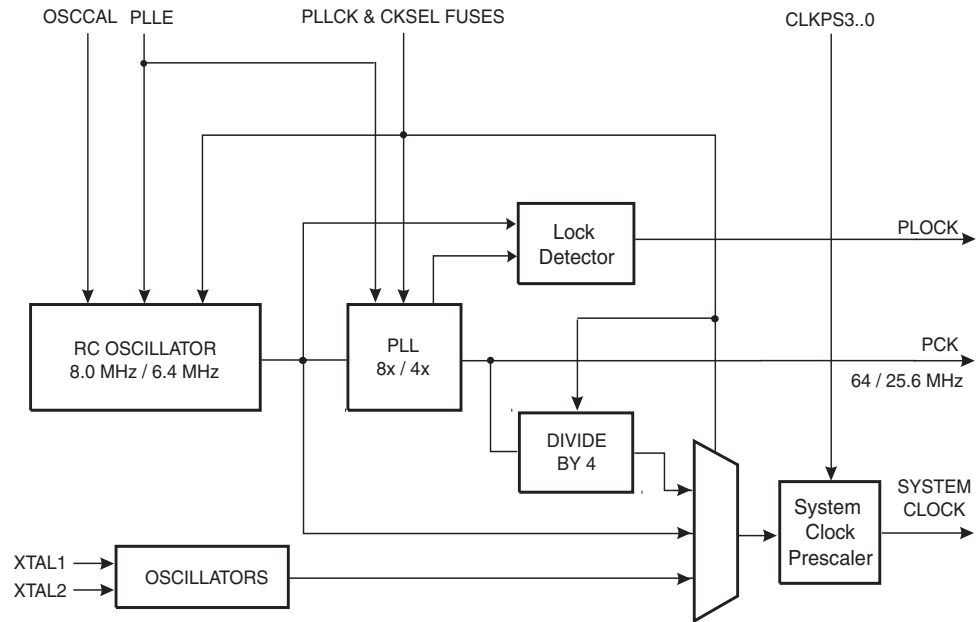 OSCCAL
PLLE
PLLCK & CKSEL FUSES
CLKPS3..0
Lock
Detector
PLOCK
RC OSCILLATOR
8.0 MHz / 6.4 MHz
PLL
8x / 4x
PCK
64 / 25.6 MHz
DIVIDE
BY 4
System
Clock
Prescaler
SYSTEM
CLOCK
XTAL1
XTAL2
OSCILLATORS